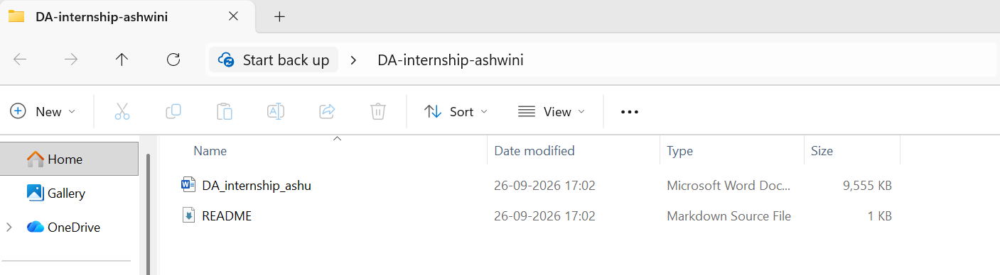 DA-internship-ashwini
Start back up > DA-internship-ashwini
New Sort View
Home
Gallery
OneDrive
Name Date modified Type Size
DA_internship_ashu 26-09-2026 17:02 Microsoft Word Doc... 9,555 KB
README 26-09-2026 17:02 Markdown Source File 1 KB